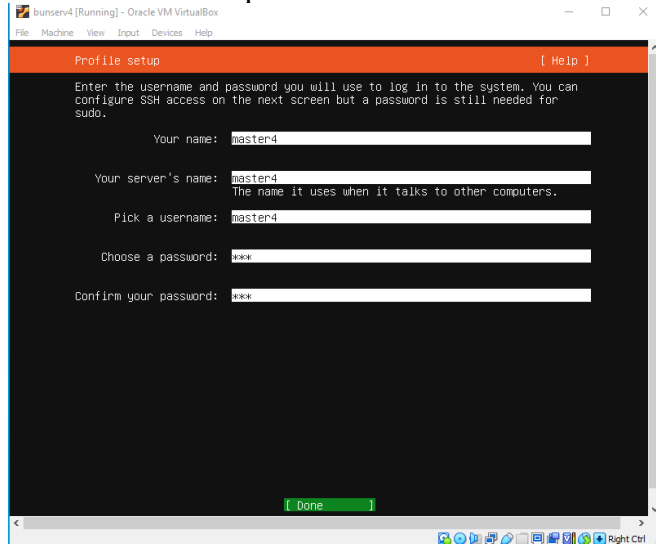 bunserv4 [Running] - Oracle VM VirtualBox
File Machine View Input Devices Help
Profile setup [ Help ]
Enter the username and password you will use to log in to the system. You can
configure SSH access on the next screen but a password is still needed for
sudo.
Your name: master4
Your server's name: master4
The name it uses when it talks to other computers.
Pick a username: master4
Choose a password: ***
Confirm your password: ***
[ Done ]
Right Ctrl